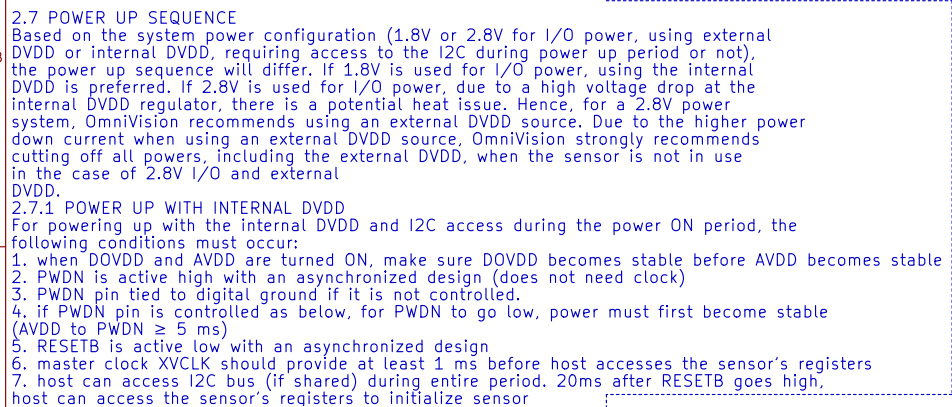 2.7 POWER UP SEQUENCE
Based on the system power configuration (1.8V or 2.8V for I/O power, using external
DVDD or internal DVDD, requiring access to the I2C during power up period or not),
the power up sequence will differ. If 1.8V is used for I/O power, using the internal
DVDD is preferred. If 2.8V is used for I/O power, due to a high voltage drop at the
internal DVDD regulator, there is a potential heat issue. Hence, for a 2.8V power
system, OmniVision recommends using an external DVDD source. Due to the higher power
down current when using an external DVDD source, OmniVision strongly recommends
cutting off all powers, including the external DVDD, when the sensor is not in use
in the case of 2.8V I/O and external
DVDD.
2.7.1 POWER UP WITH INTERNAL DVDD
For powering up with the internal DVDD and I2C access during the power ON period, the
following conditions must occur:
1. when DOVDD and AVDD are turned ON, make sure DOVDD becomes stable before AVDD becomes stable
2. PWDN is active high with an asynchronized design (does not need clock)
3. PWDN pin tied to digital ground if it is not controlled.
4. if PWDN pin is controlled as below, for PWDN to go low, power must first become stable
(AVDD to PWDN ≥ 5 ms)
5. RESETB is active low with an asynchronized design
6. master clock XVCLK should provide at least 1 ms before host accesses the sensor's registers
7. host can access I2C bus (if shared) during entire period. 20ms after RESETB goes high,
host can access the sensor's registers to initialize sensor